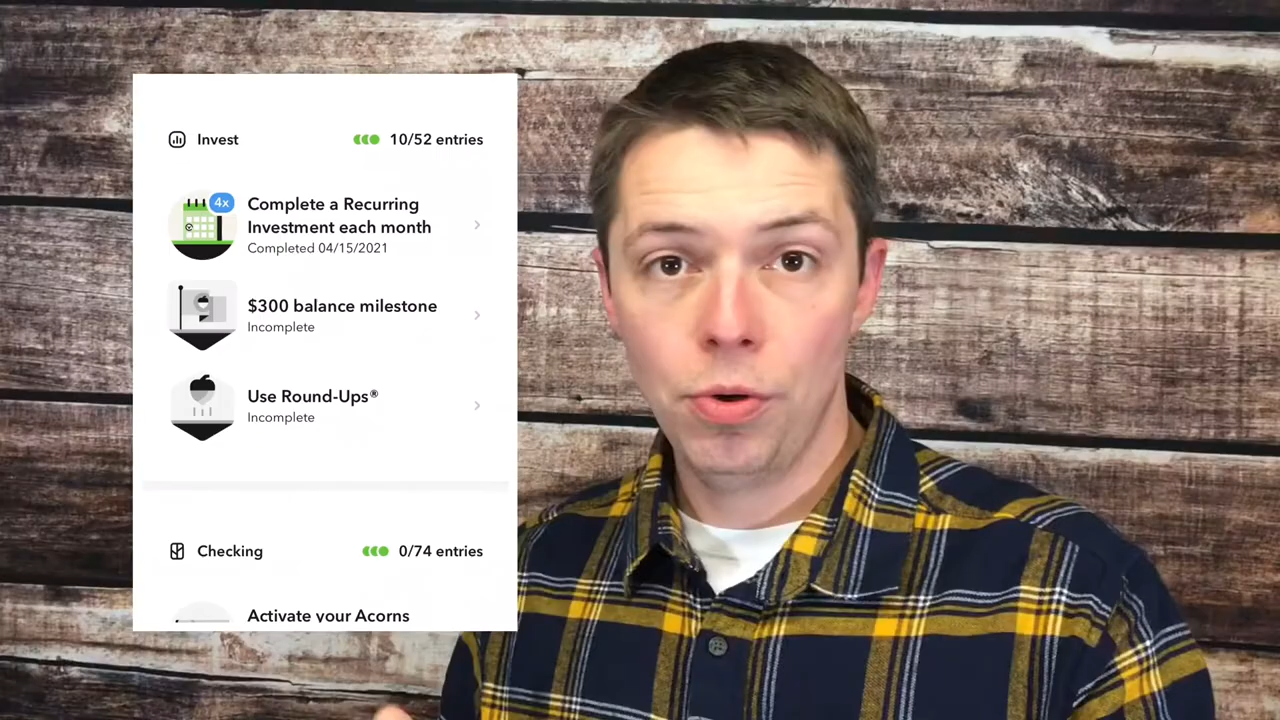 Invest
10/52 entries
4x
Complete a Recurring
Investment each month
Completed 04/15/2021
$300 balance milestone
Incomplete
Use Round-Ups®
Incomplete
Checking
0/74 entries
Activate your Acorns